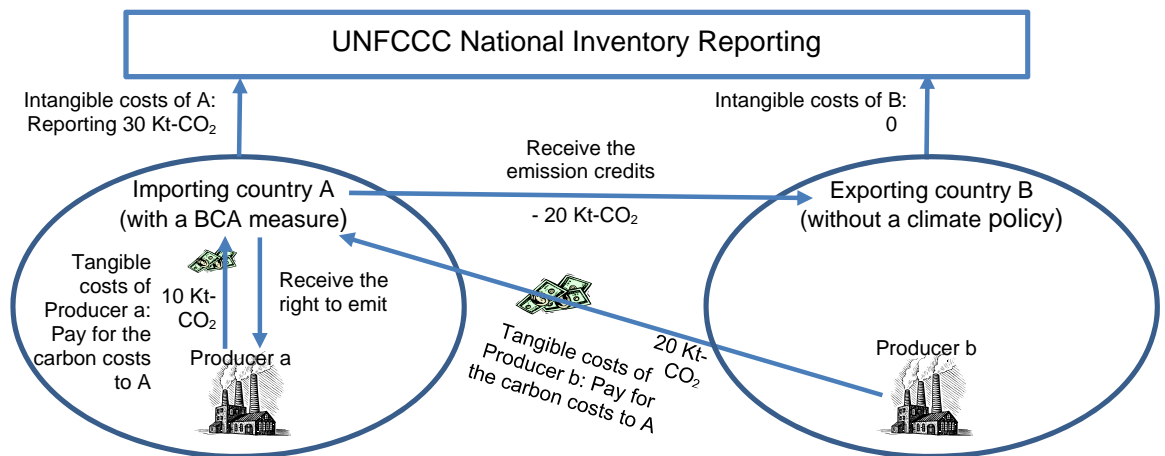 UNFCCC National Inventory Reporting
Intangible costs of A:
Reporting 30 Kt-CO₂
Intangible costs of B:
0
Receive the
emission credits
- 20 Kt-CO₂
Importing country A
(with a BCA measure)
Exporting country B
(without a climate policy)
Tangible
costs of
Producer a:
Pay for the
carbon costs
to A
10 Kt-
CO₂
Receive the
right to emit
Producer a
20 Kt-
CO₂
Tangible costs of
Producer b: Pay for
the carbon costs to A
Producer b